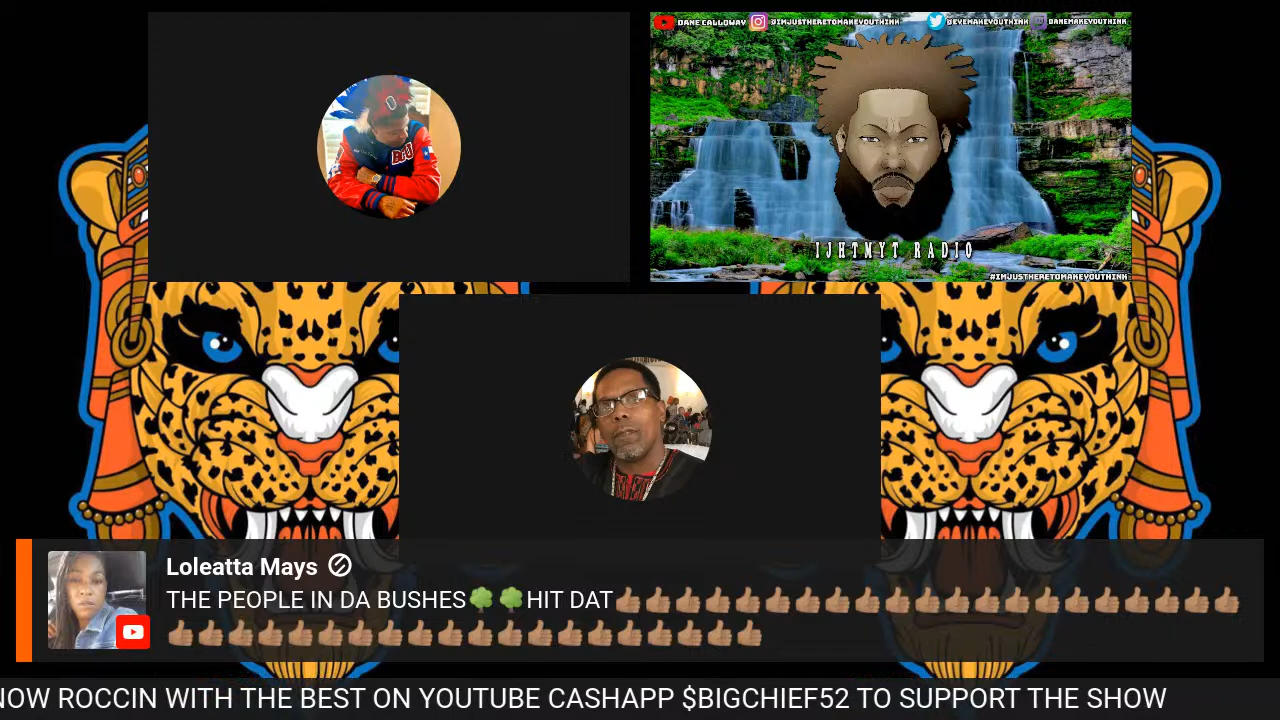 DANE CALLOWAY @IMJUSTHERETOMAKEYOUTHINK @EYEMAKEYOUTHINK DANEMAKEYOUTHINK
IJHTMYT RADIO
#IMJUSTHERETOMAKEYOUTHINK
Loleatta Mays
THE PEOPLE IN DA BUSHES🍀 🍀HIT DAT👍🏽👍🏽👍🏽👍🏽👍🏽👍🏽👍🏽👍🏽👍🏽👍🏽👍🏽👍🏽👍🏽👍🏽👍🏽👍🏽👍🏽👍🏽👍🏽👍🏽👍🏽
👍🏽👍🏽👍🏽👍🏽👍🏽👍🏽👍🏽👍🏽👍🏽👍🏽👍🏽👍🏽👍🏽👍🏽👍🏽👍🏽👍🏽👍🏽👍🏽👍🏽
NOW ROCCIN WITH THE BEST ON YOUTUBE CASHAPP $BIGCHIEF52 TO SUPPORT THE SHOW